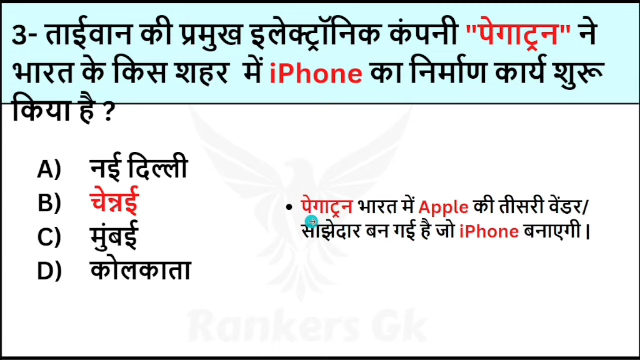 3- ताईवान की प्रमुख इलेक्ट्रॉनिक कंपनी "पेगाट्रन" ने
भारत के किस शहर में iPhone का निर्माण कार्य शुरू
किया है ?
A) नई दिल्ली
B) चेन्नई
C) मुंबई
D) कोलकाता
• पेगाट्रन भारत में Apple की तीसरी वेंडर/
साझेदार बन गई है जो iPhone बनाएगी |
Rankers Gk